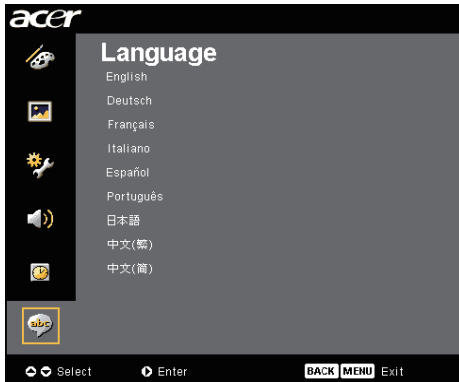 acer
Language
English
Deutsch
Français
Italiano
Español
Português
日本語
中文(繁)
中文(简)
abc
Select Enter BACK MENU Exit